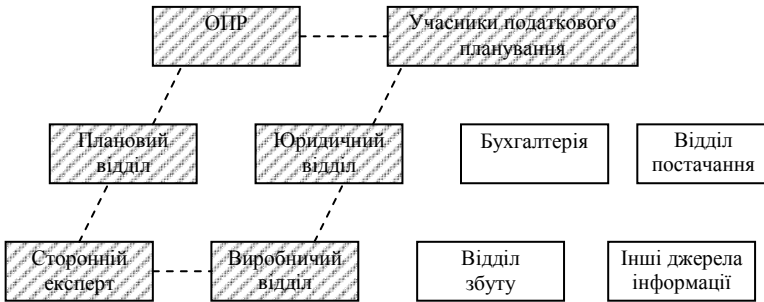 ОПР
Учасники податкового
планування
Плановий
відділ
Юридичний
відділ
Бухгалтерія
Відділ
постачання
Сторонній
експерт
Виробничий
відділ
Відділ
збуту
Інші джерела
інформації